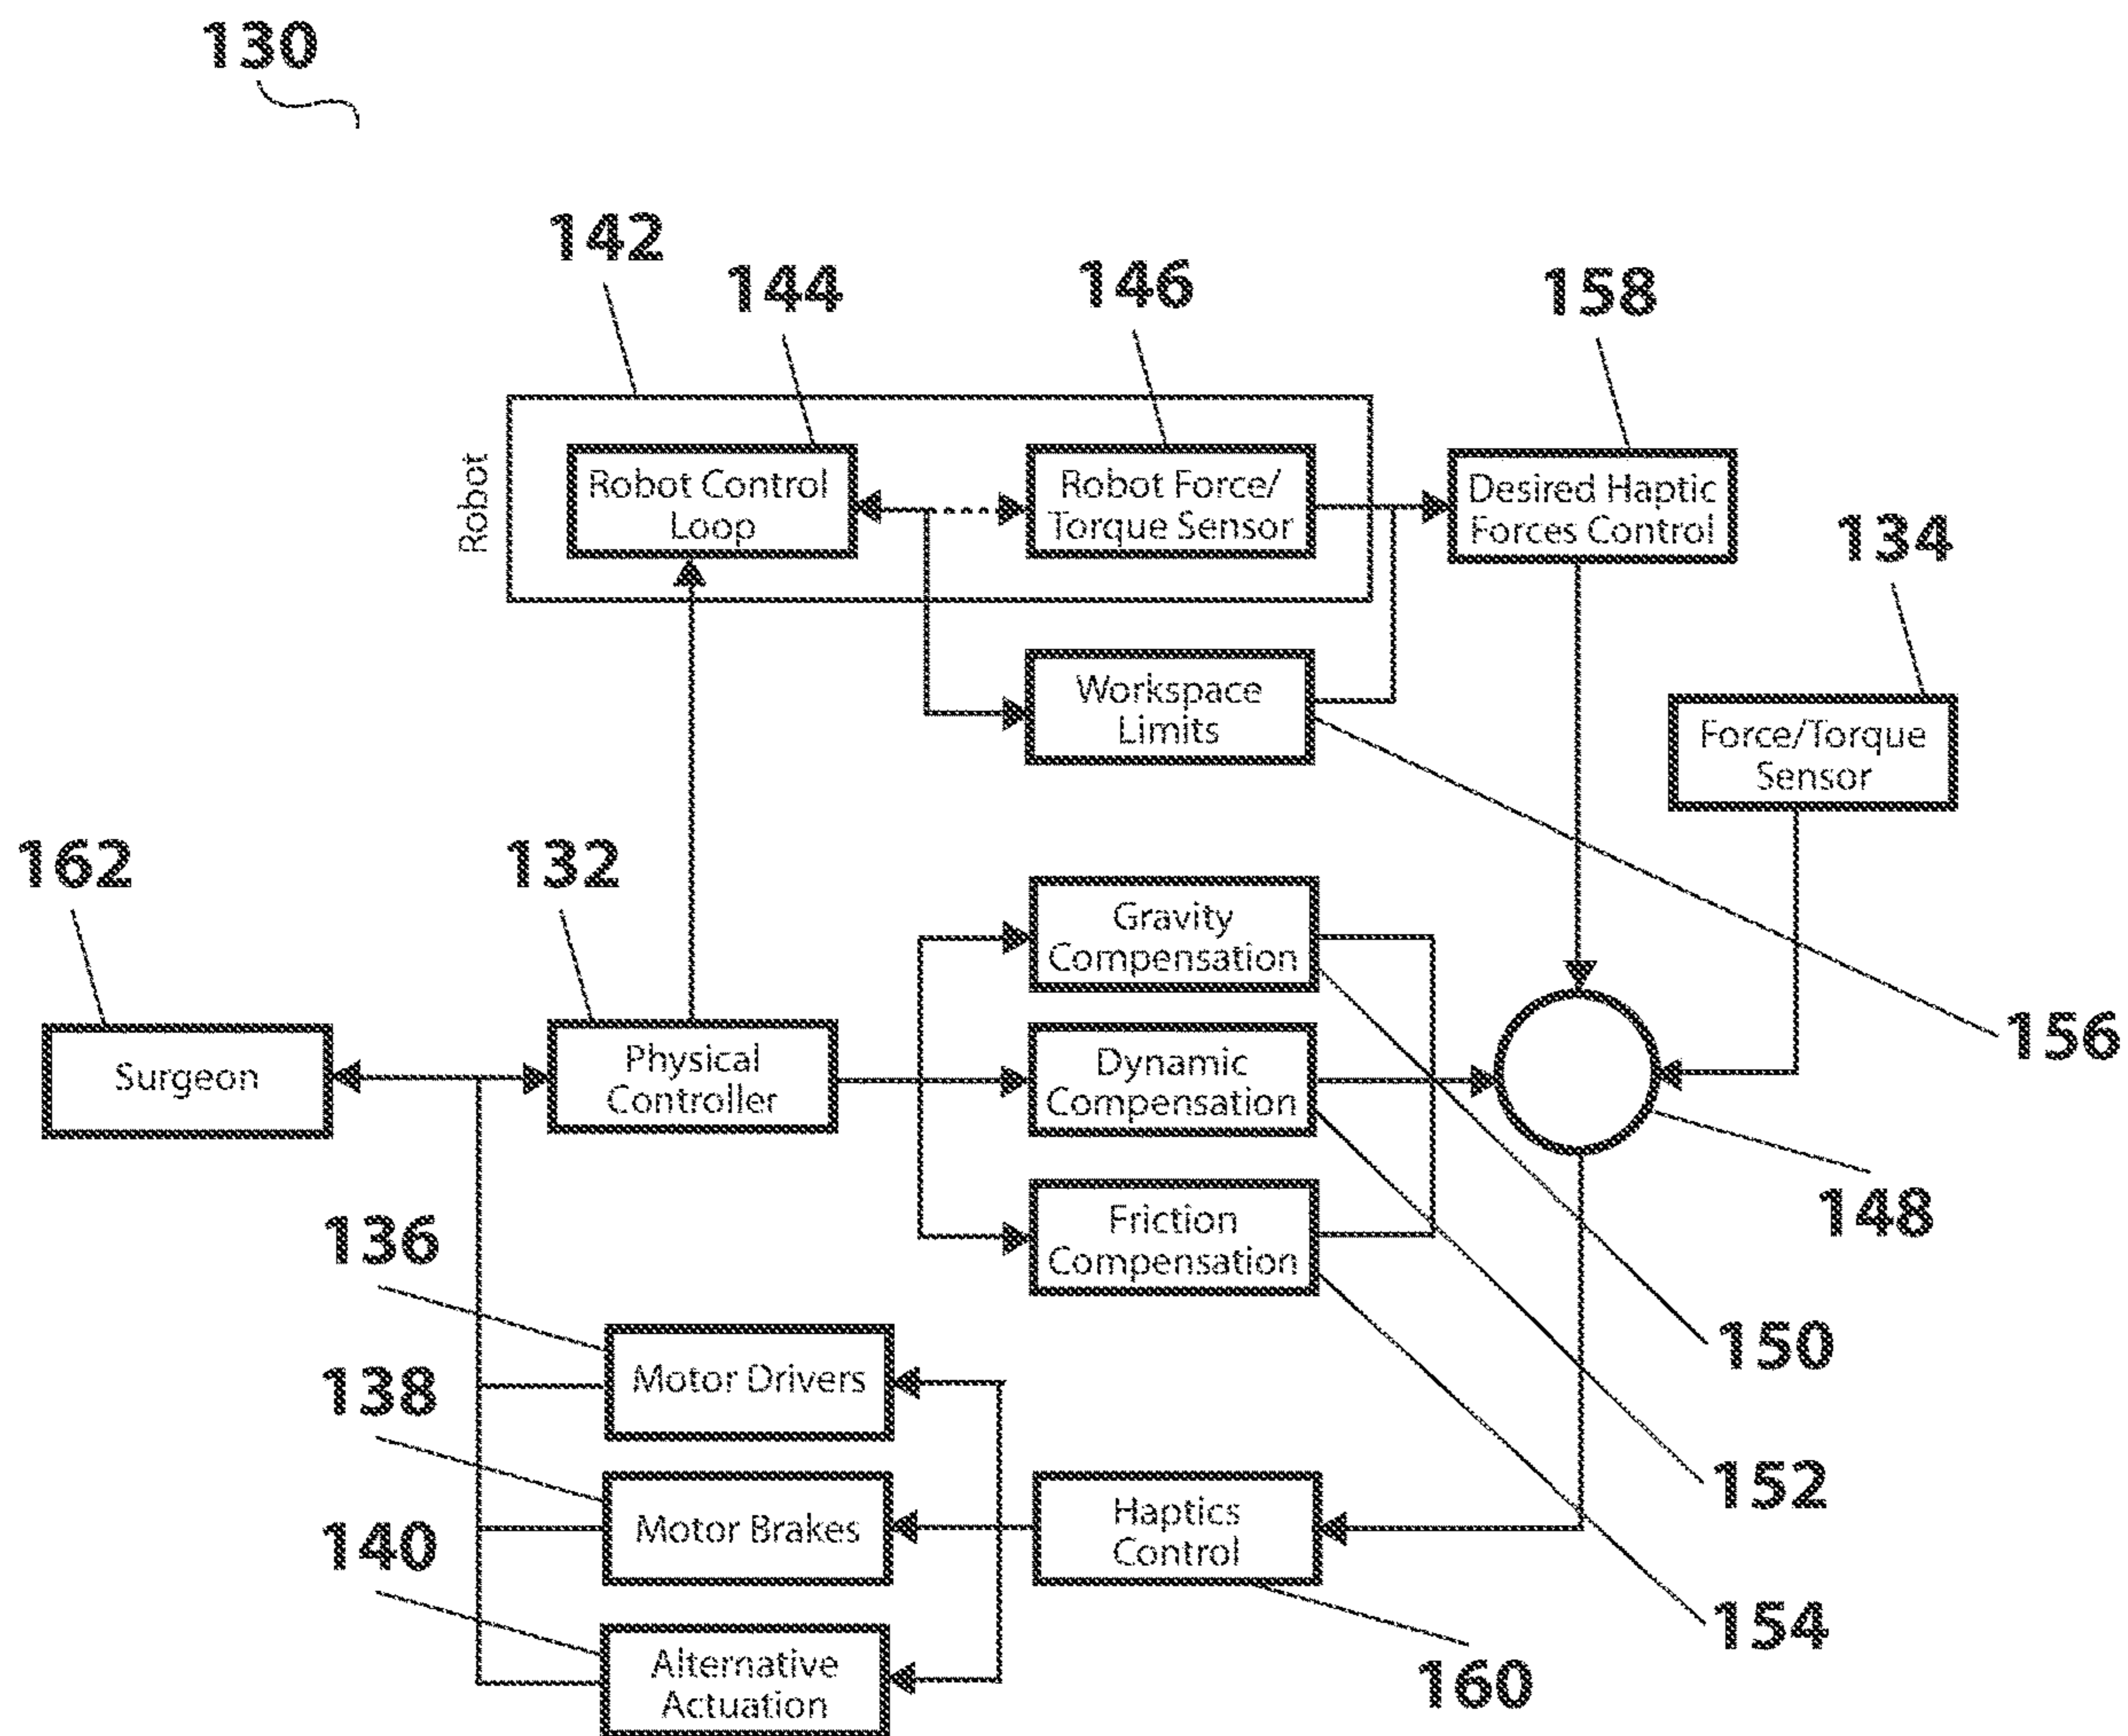 130
142
144
146
158
Robot
Robot Control
Loop
Robot Force/
Torque Sensor
Desired Haptic
Forces Control
134
Workspace
Limits
Force/Torque
Sensor
162
132
Gravity
Compensation
156
Surgeon
Physical
Controller
Dynamic
Compensation
148
136
Friction
Compensation
150
Motor Drivers
138
152
Motor Brakes
Haptics
Control
140
154
Alternative
Actuation
160